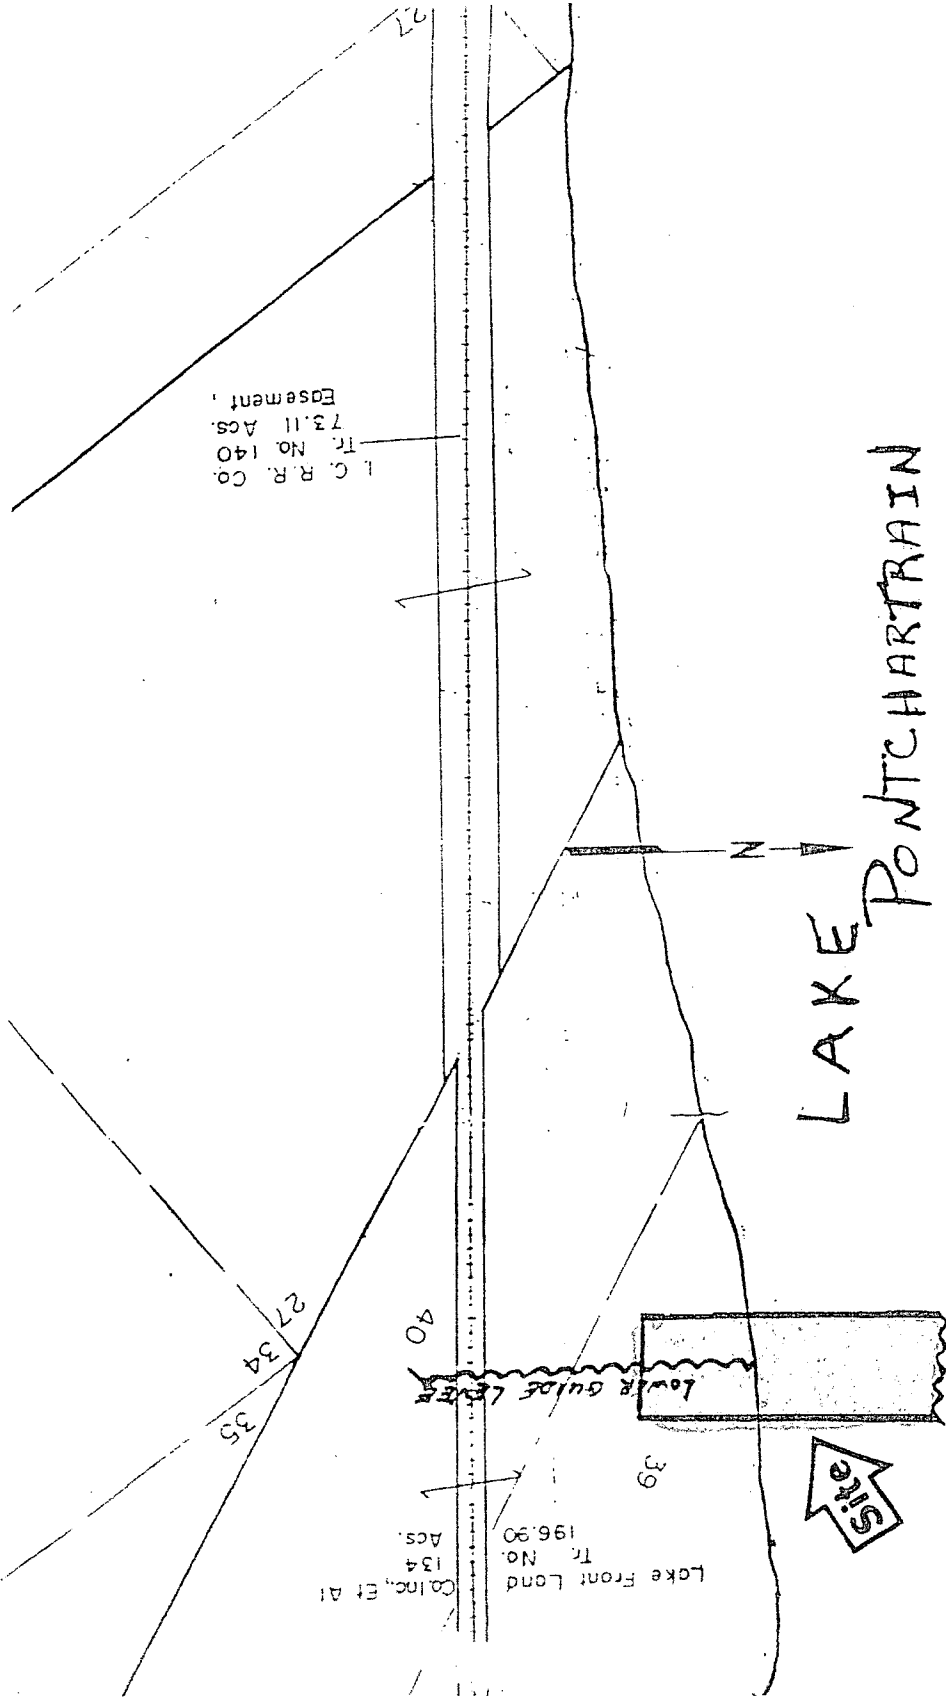 27
I. C. R. R. Co.
Tr. No. 140
73.11 Acs.
Easement,
LAKE
PONTCHARTRAIN
N
27
34
35
40
LOWER GUIDE LEVEE
39
Site
Lake Front Land
Co. Inc., Et Al
Tr. No. 134
196.90 Acs.